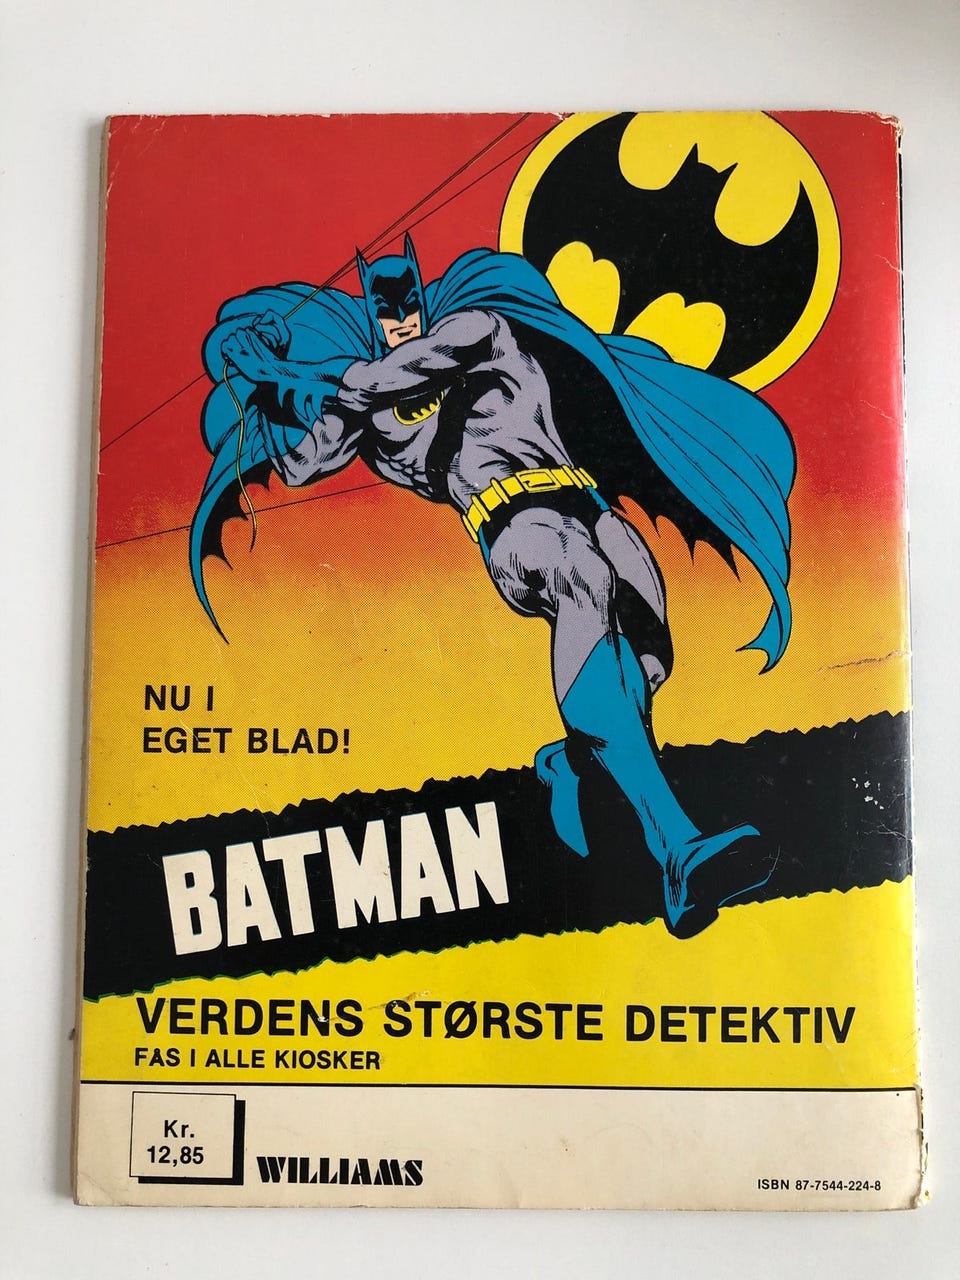 NU I
EGET BLAD!
BATMAN
VERDENS STØRSTE DETEKTIV
FÅS I ALLE KIOSKER
Kr.
12,85
WILLIAMS
ISBN 87-7544-224-8